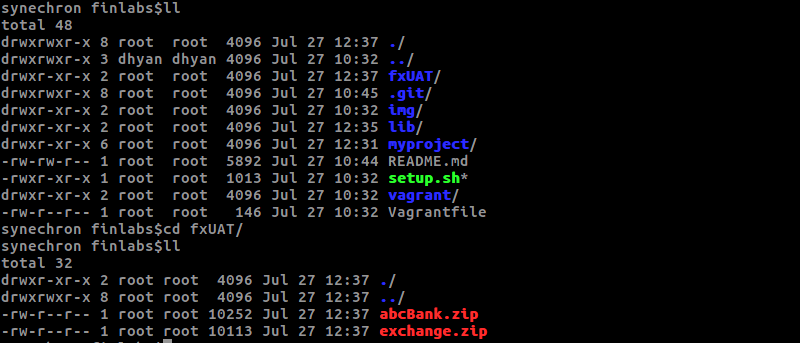 synechron finlabs$ll
total 48
drwxrwxr-x 8 root  root  4096 Jul 27 12:37 ./
drwxrwxr-x 3 dhyan dhyan 4096 Jul 27 10:32 ../
drwxr-xr-x 2 root  root  4096 Jul 27 12:37 fxUAT/
drwxr-xr-x 8 root  root  4096 Jul 27 10:45 .git/
drwxr-xr-x 2 root  root  4096 Jul 27 10:32 img/
drwxr-xr-x 2 root  root  4096 Jul 27 12:35 lib/
drwxr-xr-x 6 root  root  4096 Jul 27 12:31 myproject/
-rw-rw-r-- 1 root  root  5892 Jul 27 10:44 README.md
-rwxr-xr-x 1 root  root  1013 Jul 27 10:32 setup.sh*
drwxr-xr-x 2 root  root  4096 Jul 27 10:32 vagrant/
-rw-r--r-- 1 root  root   146 Jul 27 10:32 Vagrantfile
synechron finlabs$cd fxUAT/
synechron finlabs$ll
total 32
drwxr-xr-x 2 root root  4096 Jul 27 12:37 ./
drwxrwxr-x 8 root root  4096 Jul 27 12:37 ../
-rw-r--r-- 1 root root 10252 Jul 27 12:37 abcBank.zip
-rw-r--r-- 1 root root 10113 Jul 27 12:37 exchange.zip